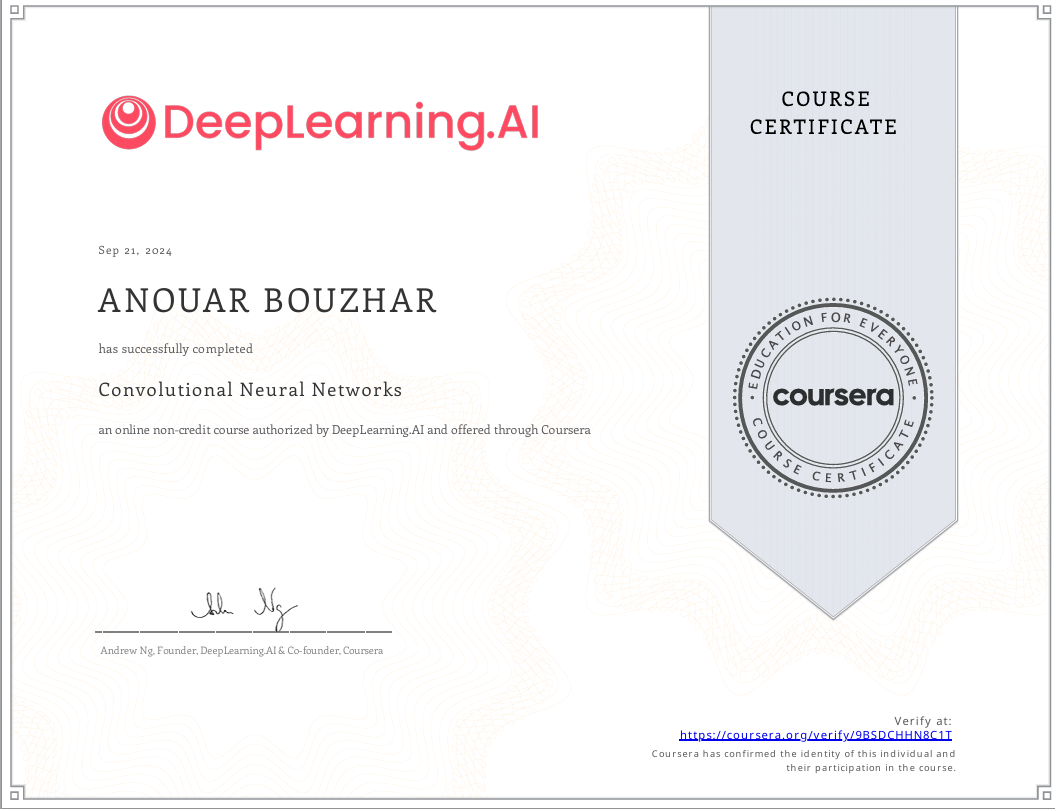 DeepLearning.AI
COURSE
CERTIFICATE
Sep 21, 2024
ANOUAR BOUZHAR
has successfully completed
Convolutional Neural Networks
an online non-credit course authorized by DeepLearning.AI and offered through Coursera
EDUCATION FOR EVERYONE
coursera
COURSE CERTIFICATE
Andrew Ng, Founder, DeepLearning.AI & Co-founder, Coursera
Verify at:
https://coursera.org/verify/9BSDCHHN8C1T
Coursera has confirmed the identity of this individual and
their participation in the course.